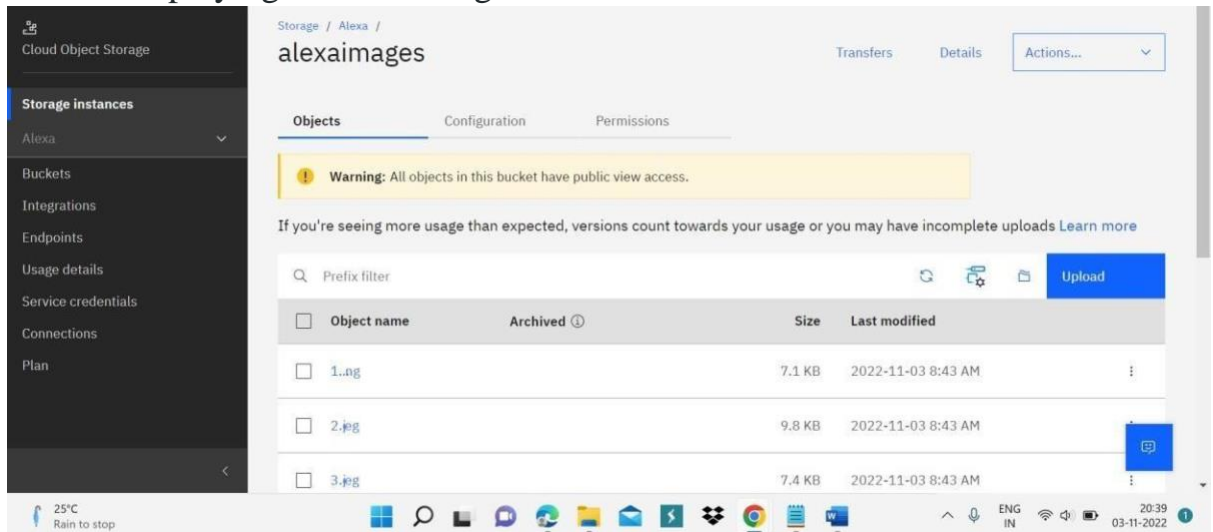 Cloud Object Storage
Storage instances
Alexa
Buckets
Integrations
Endpoints
Usage details
Service credentials
Connections
Plan
Storage / Alexa /
alexaimages
Transfers Details Actions...
Objects Configuration Permissions
Warning: All objects in this bucket have public view access.
If you're seeing more usage than expected, versions count towards your usage or you may have incomplete uploads Learn more
Prefix filter Upload
Object name Archived Size Last modified
1..ng 7.1 KB 2022-11-03 8:43 AM
2.jeg 9.8 KB 2022-11-03 8:43 AM
3.jeg 7.4 KB 2022-11-03 8:43 AM
25°C
Rain to stop
ENG
IN
20:39
03-11-2022
1